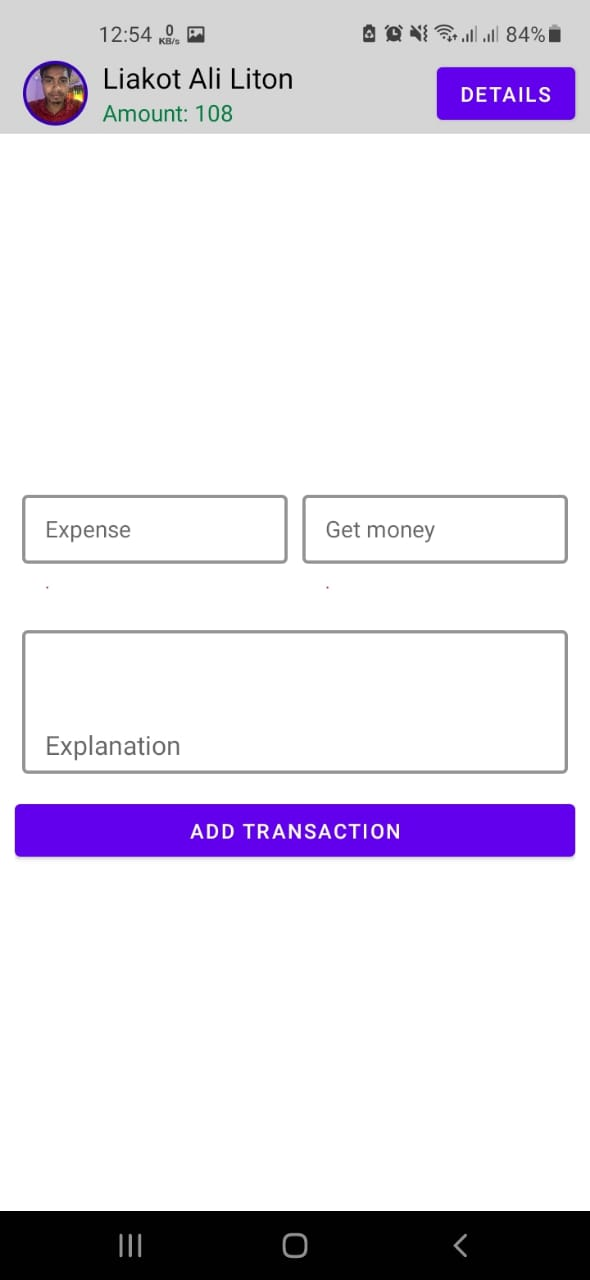 12:54 0 KB/s 84%
Liakot Ali Liton
Amount: 108
DETAILS
Expense
Get money
.
.
Explanation
ADD TRANSACTION